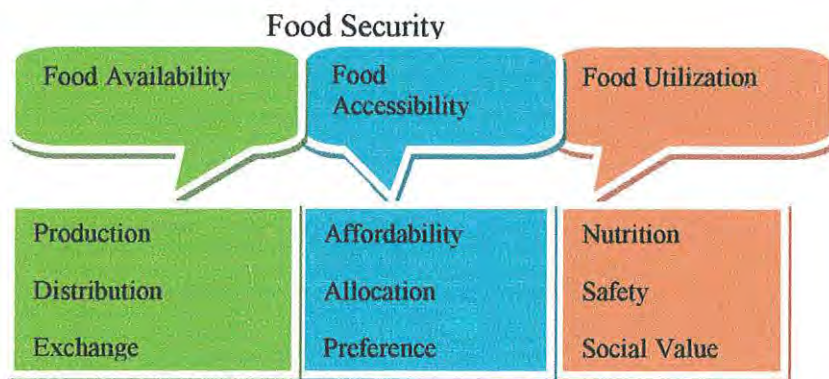 Food Security
Food Availability
Food
Accessibility
Food Utilization
Production
Distribution
Exchange
Affordability
Allocation
Preference
Nutrition
Safety
Social Value